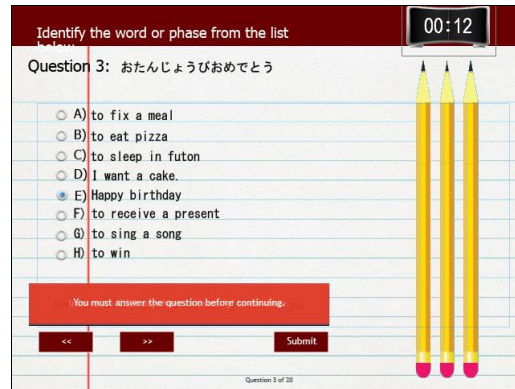 Identify the word or phase from the list
below
00:12
Question 3: おたんじょうびおめでとう
A) to fix a meal
B) to eat pizza
C) to sleep in futon
D) I want a cake.
E) Happy birthday
F) to receive a present
G) to sing a song
H) to win
You must answer the question before continuing.
<< >> Submit
Question 3 of 20